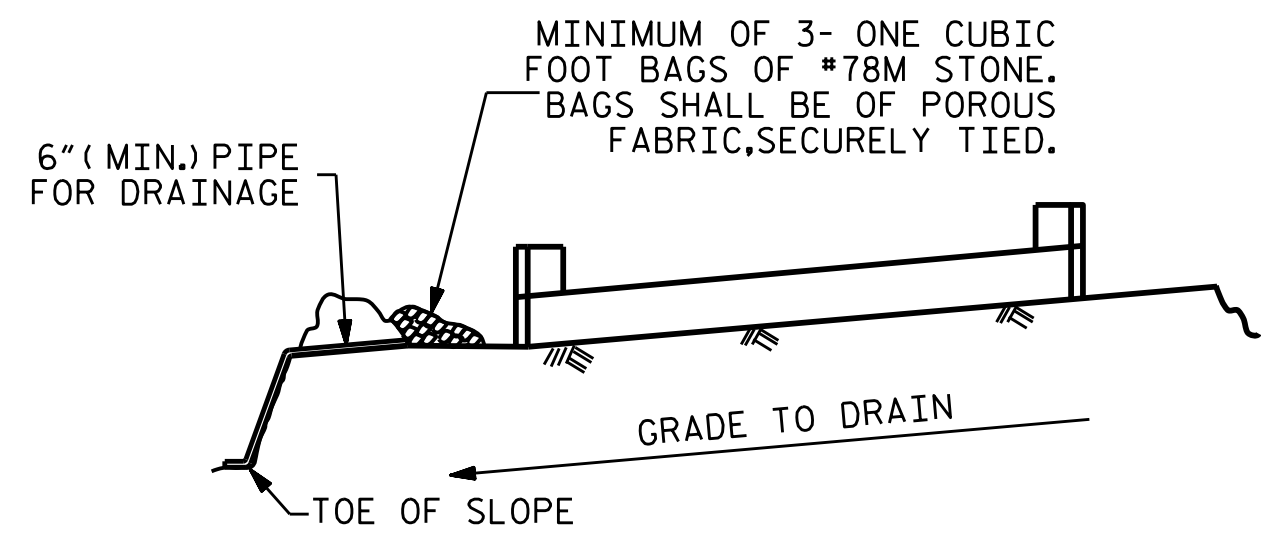 MINIMUM OF 3- ONE CUBIC
FOOT BAGS OF #78M STONE.
BAGS SHALL BE OF POROUS
FABRIC,SECURELY TIED.
6"(MIN.) PIPE
FOR DRAINAGE
GRADE TO DRAIN
TOE OF SLOPE